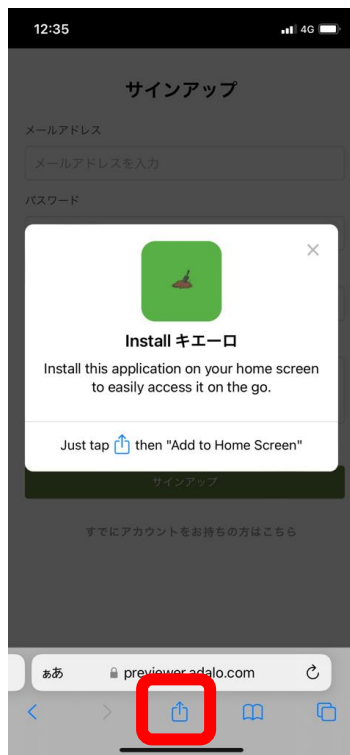 12:35
4G
サインアップ
メールアドレス
メールアドレスを入力
パスワード
Install キエーロ
Install this application on your home screen
to easily access it on the go.
Just tap then "Add to Home Screen"
サインアップ
すでにアカウントをお持ちの方はこちら
ぁあ
previewer.adalo.com